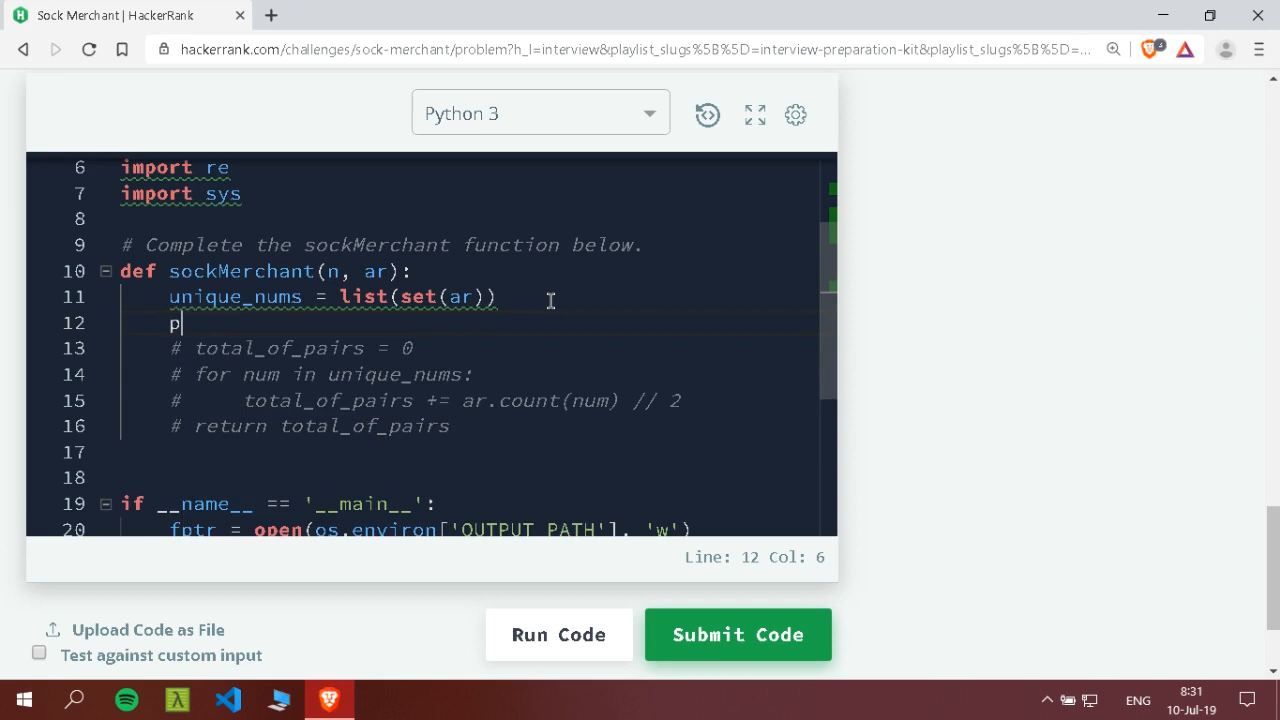 Sock Merchant | HackerRank
hackerrank.com/challenges/sock-merchant/problem?h_l=interview&playlist_slugs%5B%5D=interview-preparation-kit&playlist_slugs%5B%5D=...
3
Python 3
6 import re
7 import sys
8
9 # Complete the sockMerchant function below.
10 def sockMerchant(n, ar):
11 unique_nums = list(set(ar))
12 p
13 # total_of_pairs = 0
14 # for num in unique_nums:
15 # total_of_pairs += ar.count(num) // 2
16 # return total_of_pairs
17
18
19 if __name__ == '__main__':
20 fptr = open(os.environ['OUTPUT_PATH'], 'w')
Line: 12 Col: 6
Upload Code as File
Run Code
Submit Code
Test against custom input
ENG
8:31
10-Jul-19